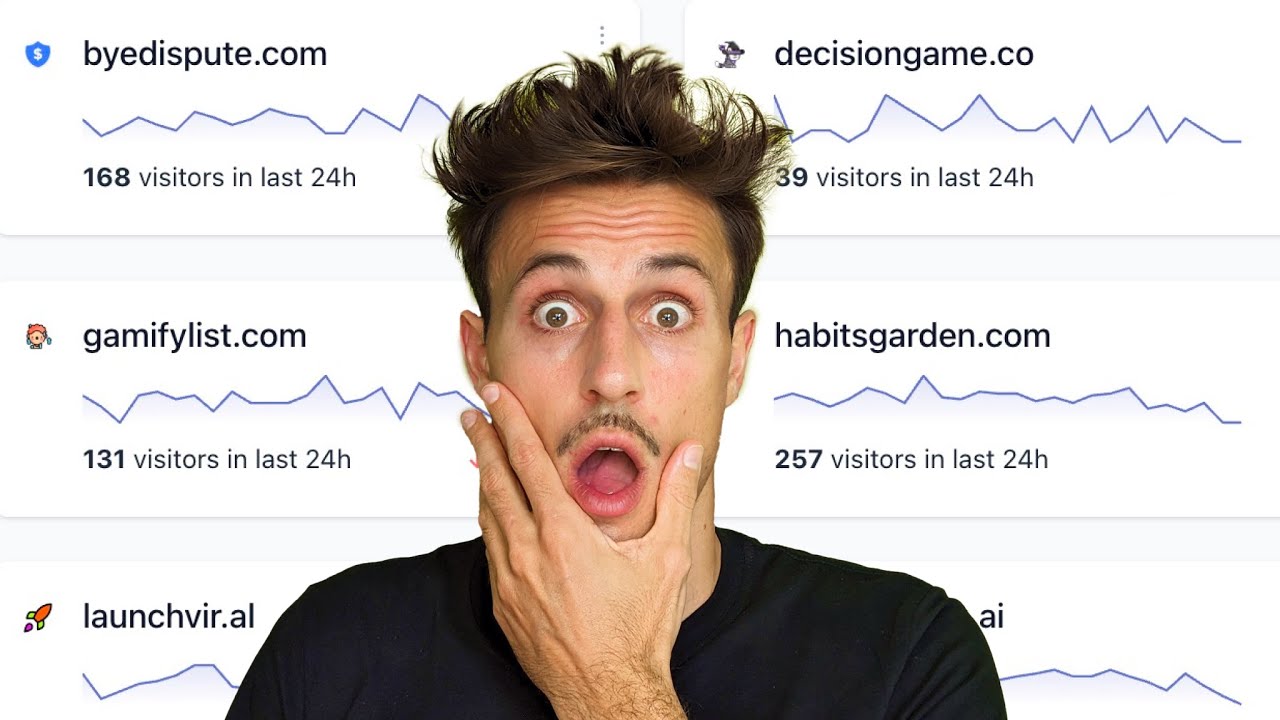 byedispute.com
168 visitors in last 24h
decisiongame.co
39 visitors in last 24h
gamifylist.com
131 visitors in last 24h
habitsgarden.com
257 visitors in last 24h
launchvir.al
ai